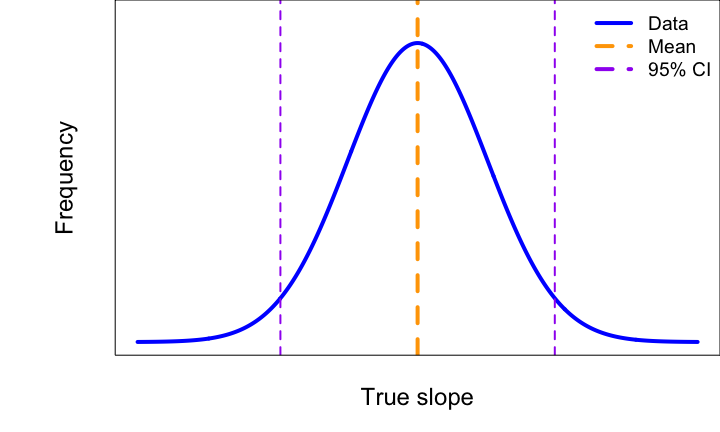 Data
Mean
95% CI
Frequency
True slope